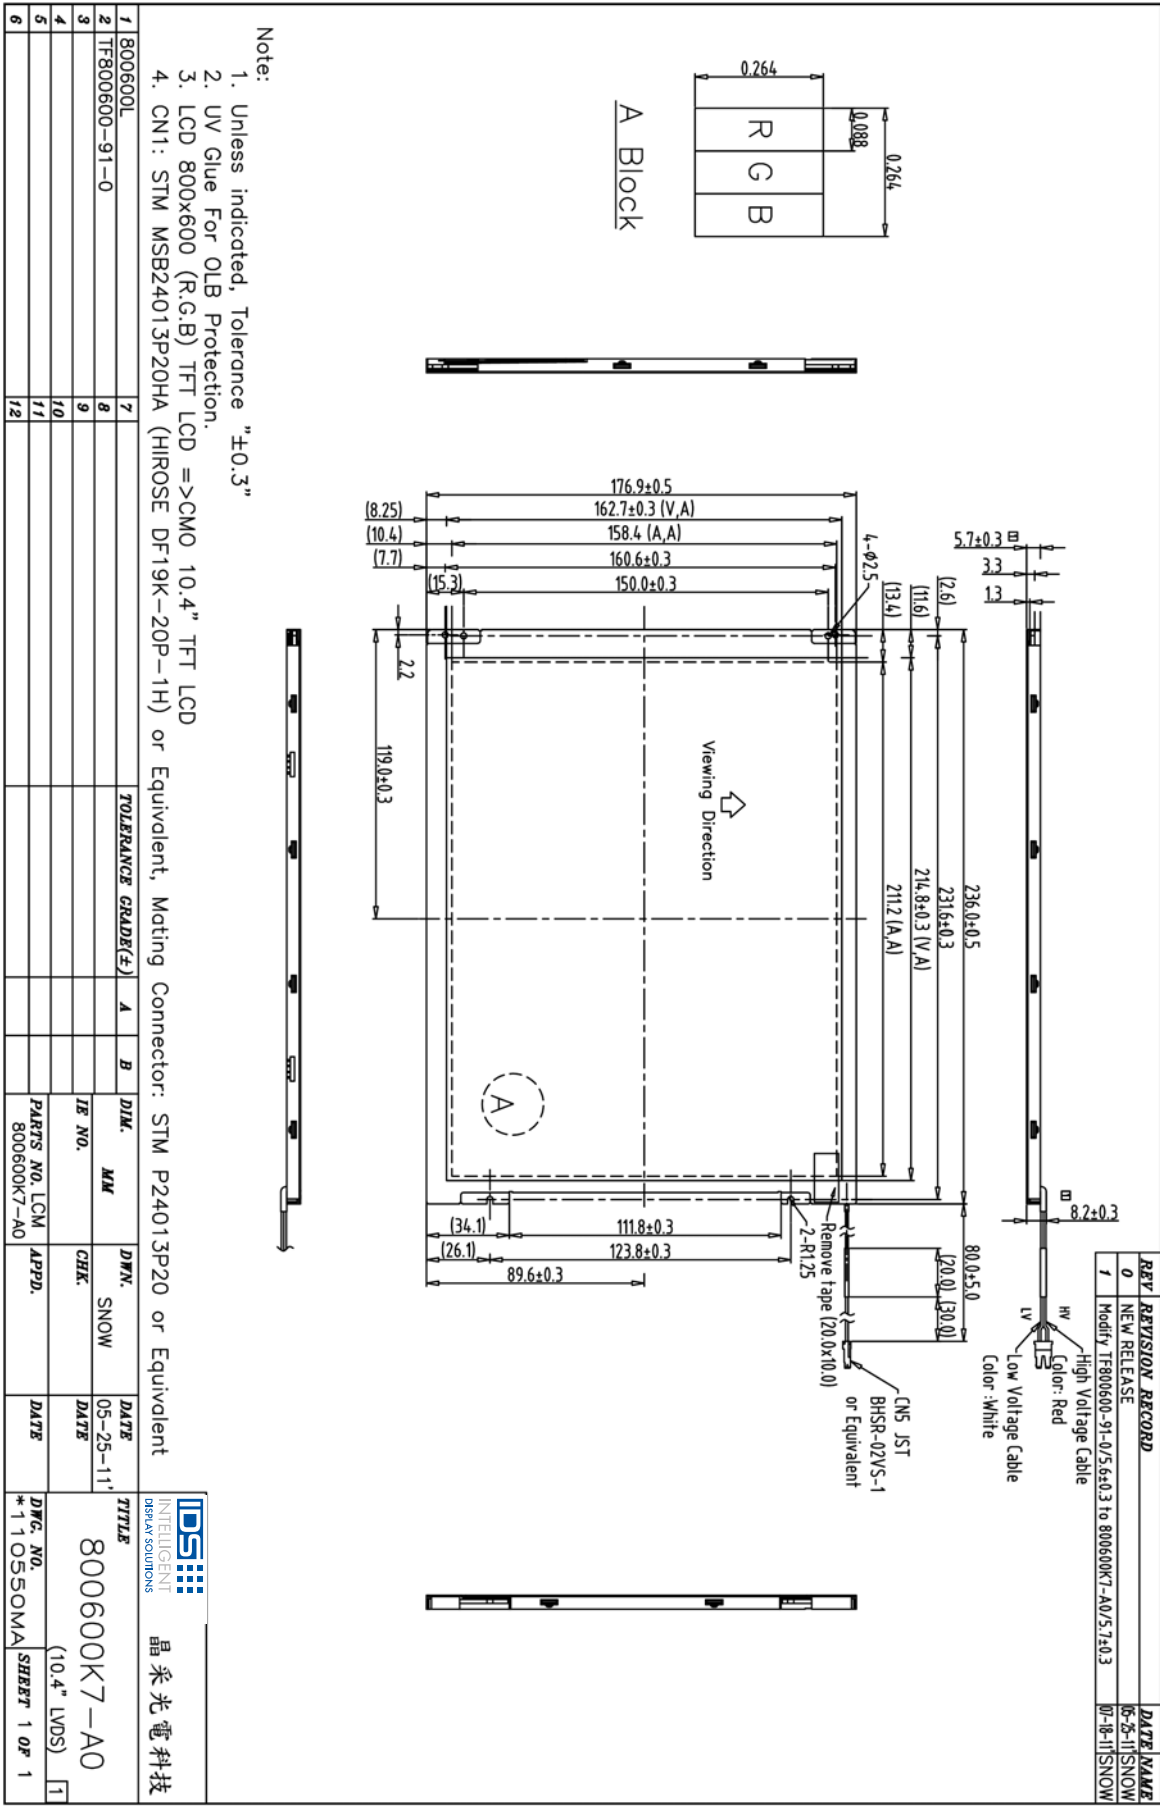 REV REVISION RECORD DATE NAME
0 NEW RELEASE 05-25-11' SNOW
1 Modify TF800600-91-0/5.6±0.3 to 800600K7-A0/5.7±0.3 07-18-11' SNOW
HV
High Voltage Cable
Color: Red
LV
Low Voltage Cable
Color :White
8.2±0.3
1
5.7±0.3 1
3.3
1.3
0.264
0.088
0.264
R G B
A Block
236.0±0.5
80.0±5.0
(2.6)
231.6±0.3
(20.0) (30.0)
(11.6)
214.8±0.3 (V,A)
(13.4)
211.2 (A,A)
4-φ2.5
CN5 JST
BHSR-02VS-1
or Equivalent
Remove tape (20.0x10.0)
2-R1.25
Viewing Direction
A
176.9±0.5
162.7±0.3 (V,A)
158.4 (A,A)
160.6±0.3
150.0±0.3
(8.25)
(10.4)
(7.7)
(15.3)
2.2
119.0±0.3
111.8±0.3
123.8±0.3
89.6±0.3
(34.1)
(26.1)
Note:
1. Unless indicated, Tolerance "±0.3"
2. UV Glue For OLB Protection.
3. LCD 800x600 (R.G.B) TFT LCD =>CMO 10.4" TFT LCD
4. CN1: STM MSB24013P20HA (HIROSE DF19K-20P-1H) or Equivalent, Mating Connector: STM P24013P20 or Equivalent
IDS
INTELLIGENT
DISPLAY SOLUTIONS
晶采光電科技
1 800600L
2 TF800600-91-0
3
4
5
6
7
8
9
10
11
12
TOLERANCE GRADE(±) A B
DIM. MM
DWN. SNOW
DATE 05-25-11'
IE NO.
CHK.
DATE
PARTS NO. LCM
800600K7-A0
APPD.
DATE
TITLE
800600K7-A0
(10.4" LVDS) 1
DWG. NO.
*110550MA
SHEET 1 OF 1